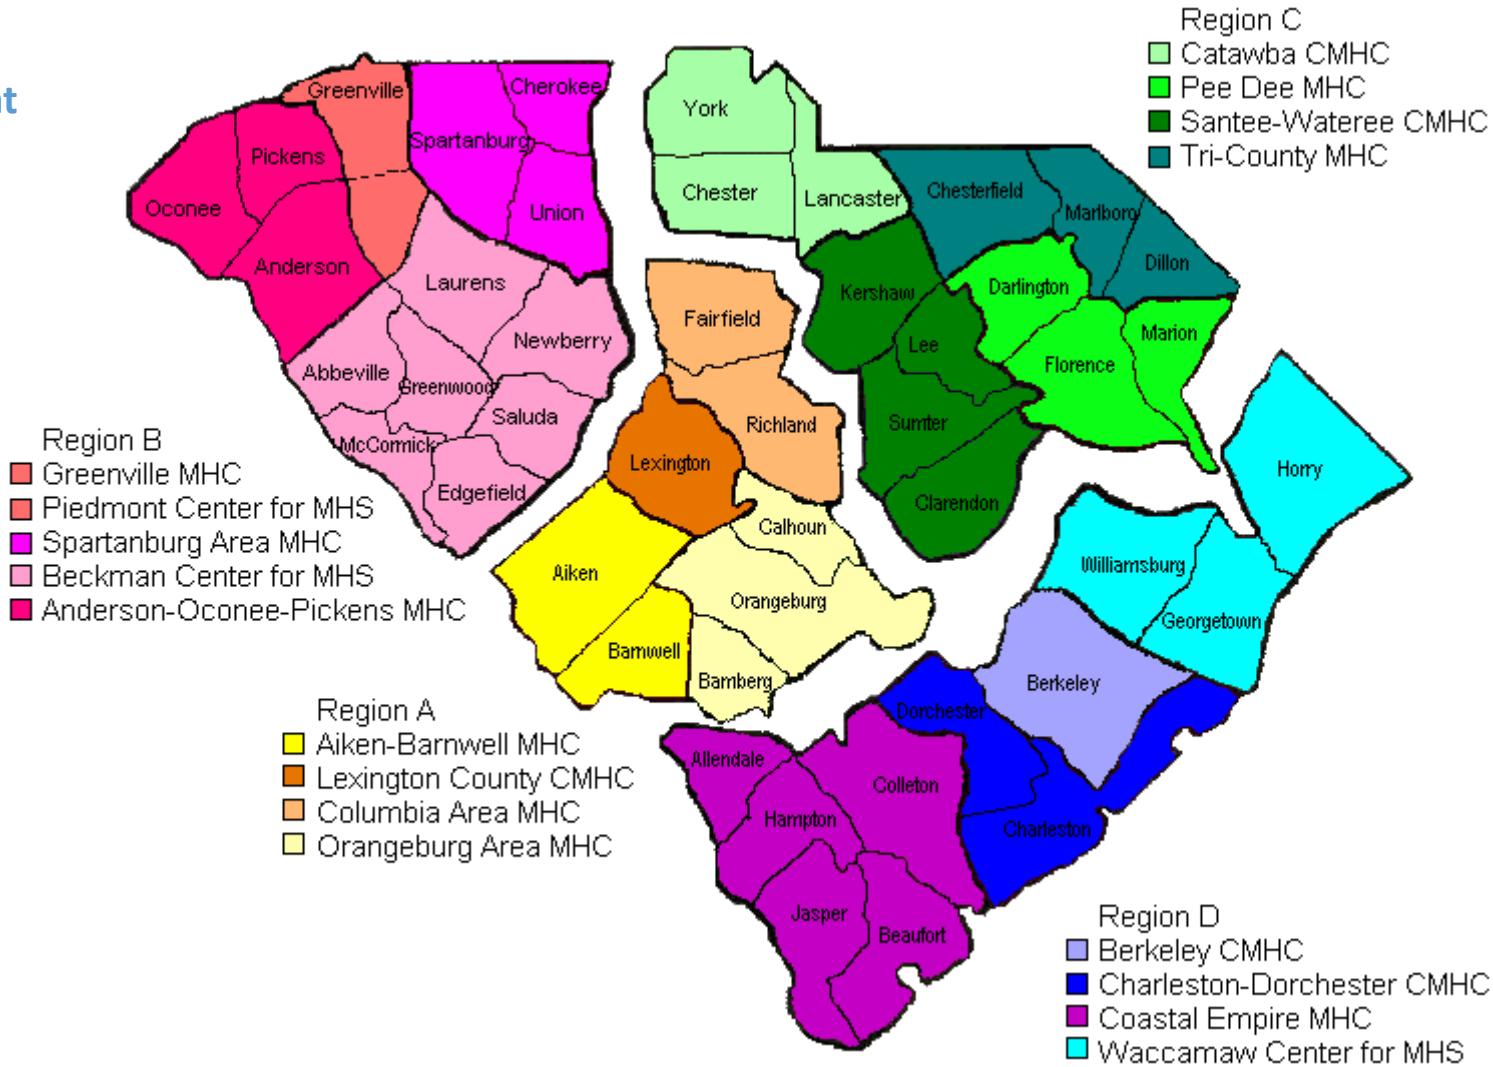 nt
Region C
Catawba CMHC
Pee Dee MHC
Santee-Wateree CMHC
Tri-County MHC
Greenville
Cherokee
Spartanburg
Pickens
Oconee
Union
Anderson
Laurens
Newberry
Abbeville
Greenwood
Saluda
McCormick
Edgefield
York
Chester
Lancaster
Chesterfield
Marlboro
Dillon
Kershaw
Darlington
Lee
Marion
Florence
Sumter
Clarendon
Fairfield
Richland
Lexington
Calhoun
Aiken
Orangeburg
Barnwell
Bamberg
Horry
Williamsburg
Georgetown
Berkeley
Dorchester
Charleston
Allendale
Colleton
Hampton
Jasper
Beaufort
Region B
Greenville MHC
Piedmont Center for MHS
Spartanburg Area MHC
Beckman Center for MHS
Anderson-Oconee-Pickens MHC
Region A
Aiken-Barnwell MHC
Lexington County CMHC
Columbia Area MHC
Orangeburg Area MHC
Region D
Berkeley CMHC
Charleston-Dorchester CMHC
Coastal Empire MHC
Waccamaw Center for MHS